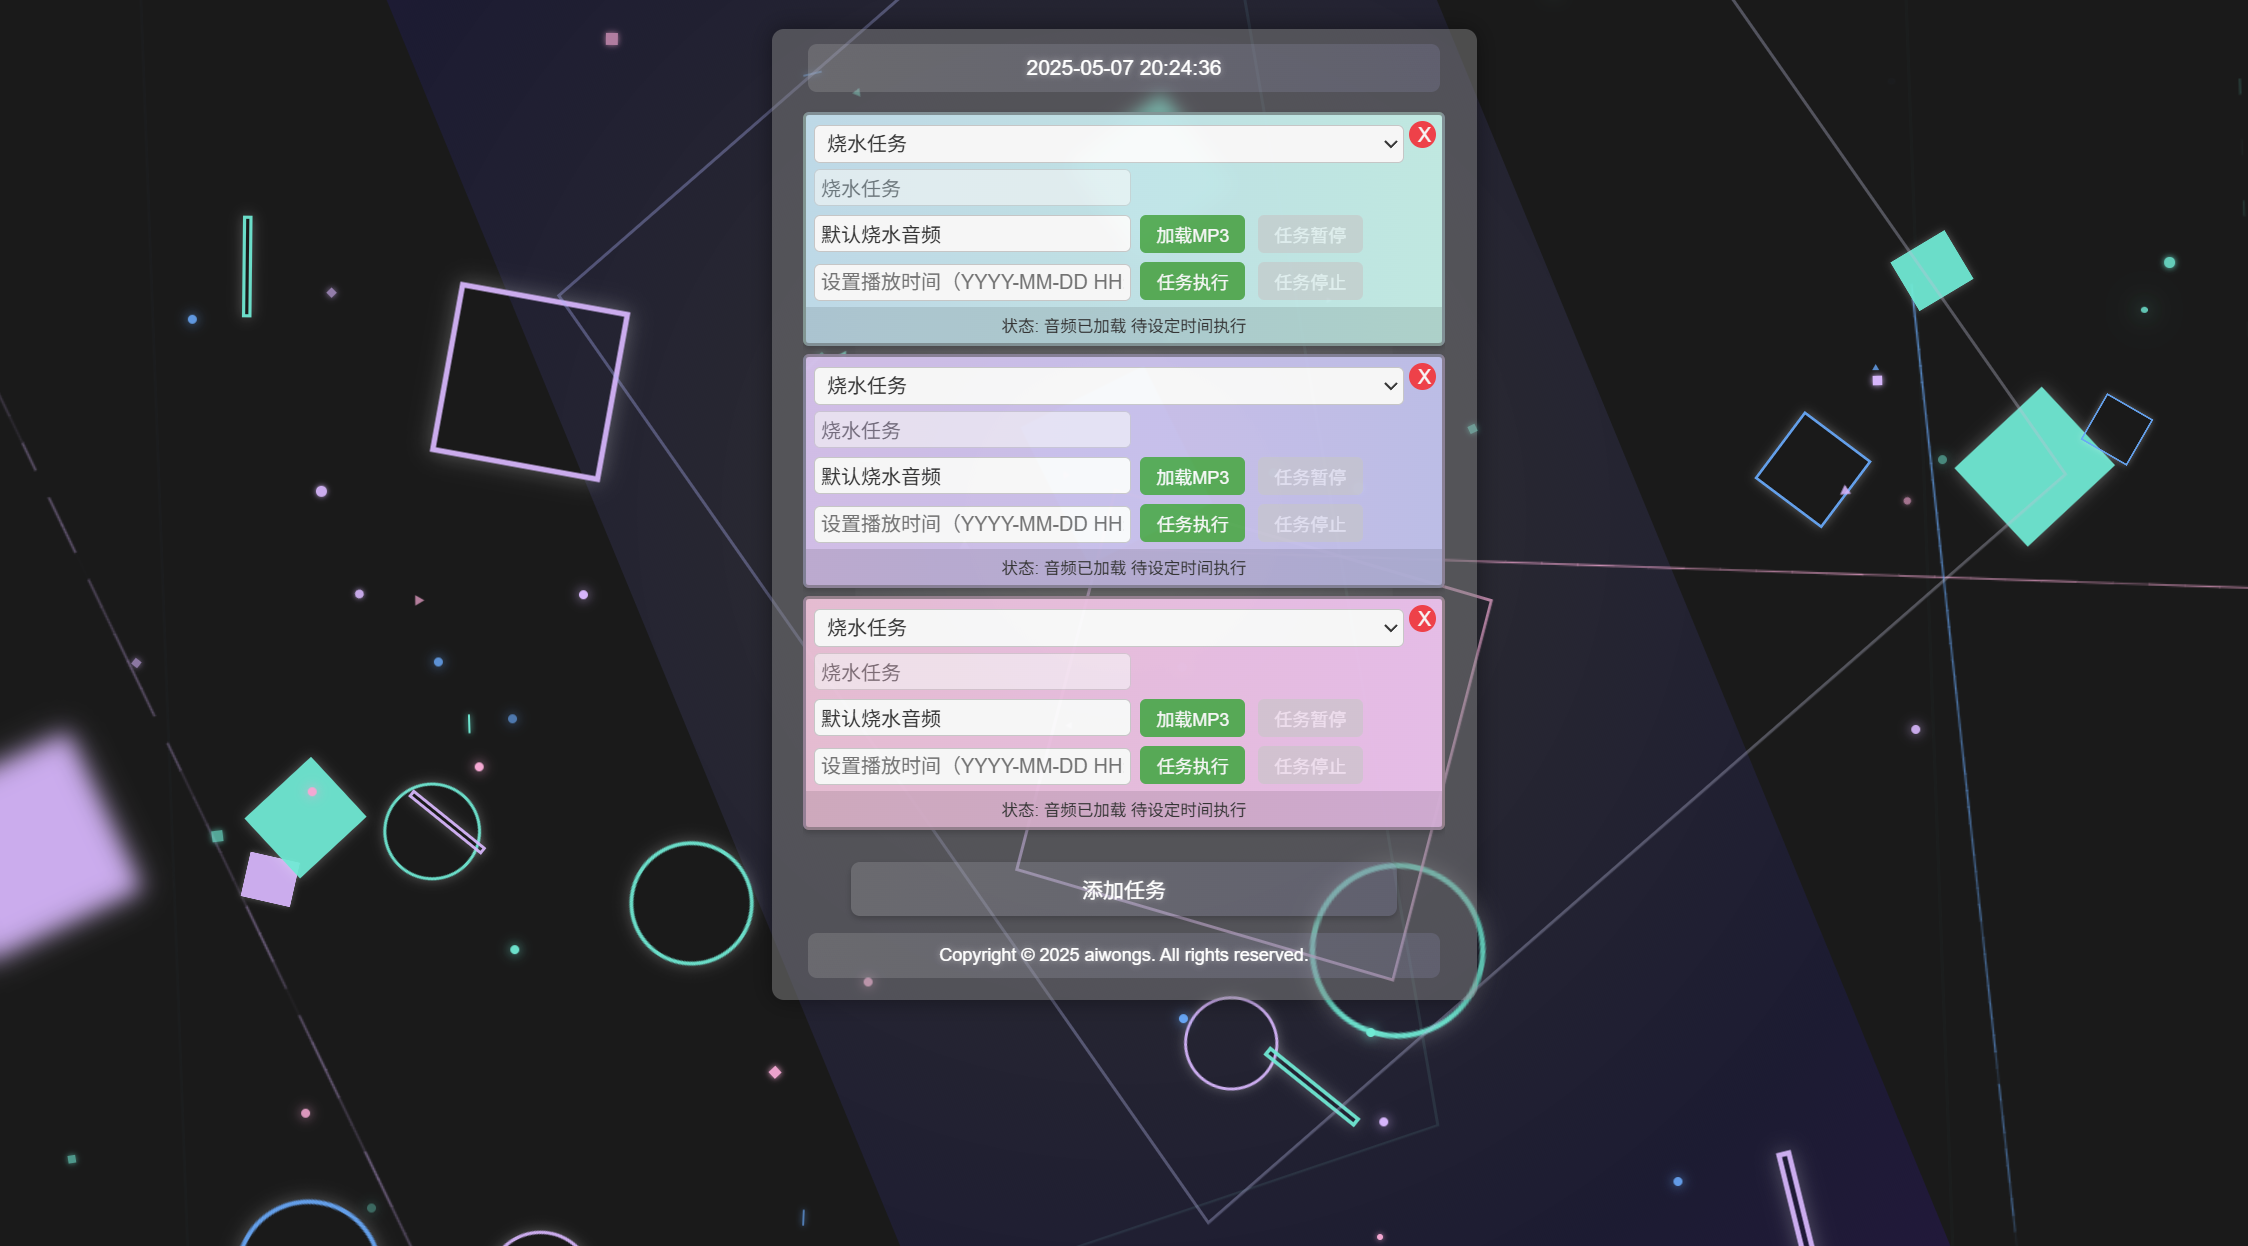 2025-05-07 20:24:36
烧水任务
X
烧水任务
默认烧水音频 加载MP3 任务暂停
设置播放时间（YYYY-MM-DD HH 任务执行 任务停止
状态: 音频已加载 待设定时间执行
烧水任务
X
烧水任务
默认烧水音频 加载MP3 任务暂停
设置播放时间（YYYY-MM-DD HH 任务执行 任务停止
状态: 音频已加载 待设定时间执行
烧水任务
X
烧水任务
默认烧水音频 加载MP3 任务暂停
设置播放时间（YYYY-MM-DD HH 任务执行 任务停止
状态: 音频已加载 待设定时间执行
添加任务
Copyright © 2025 aiwongs. All rights reserved.